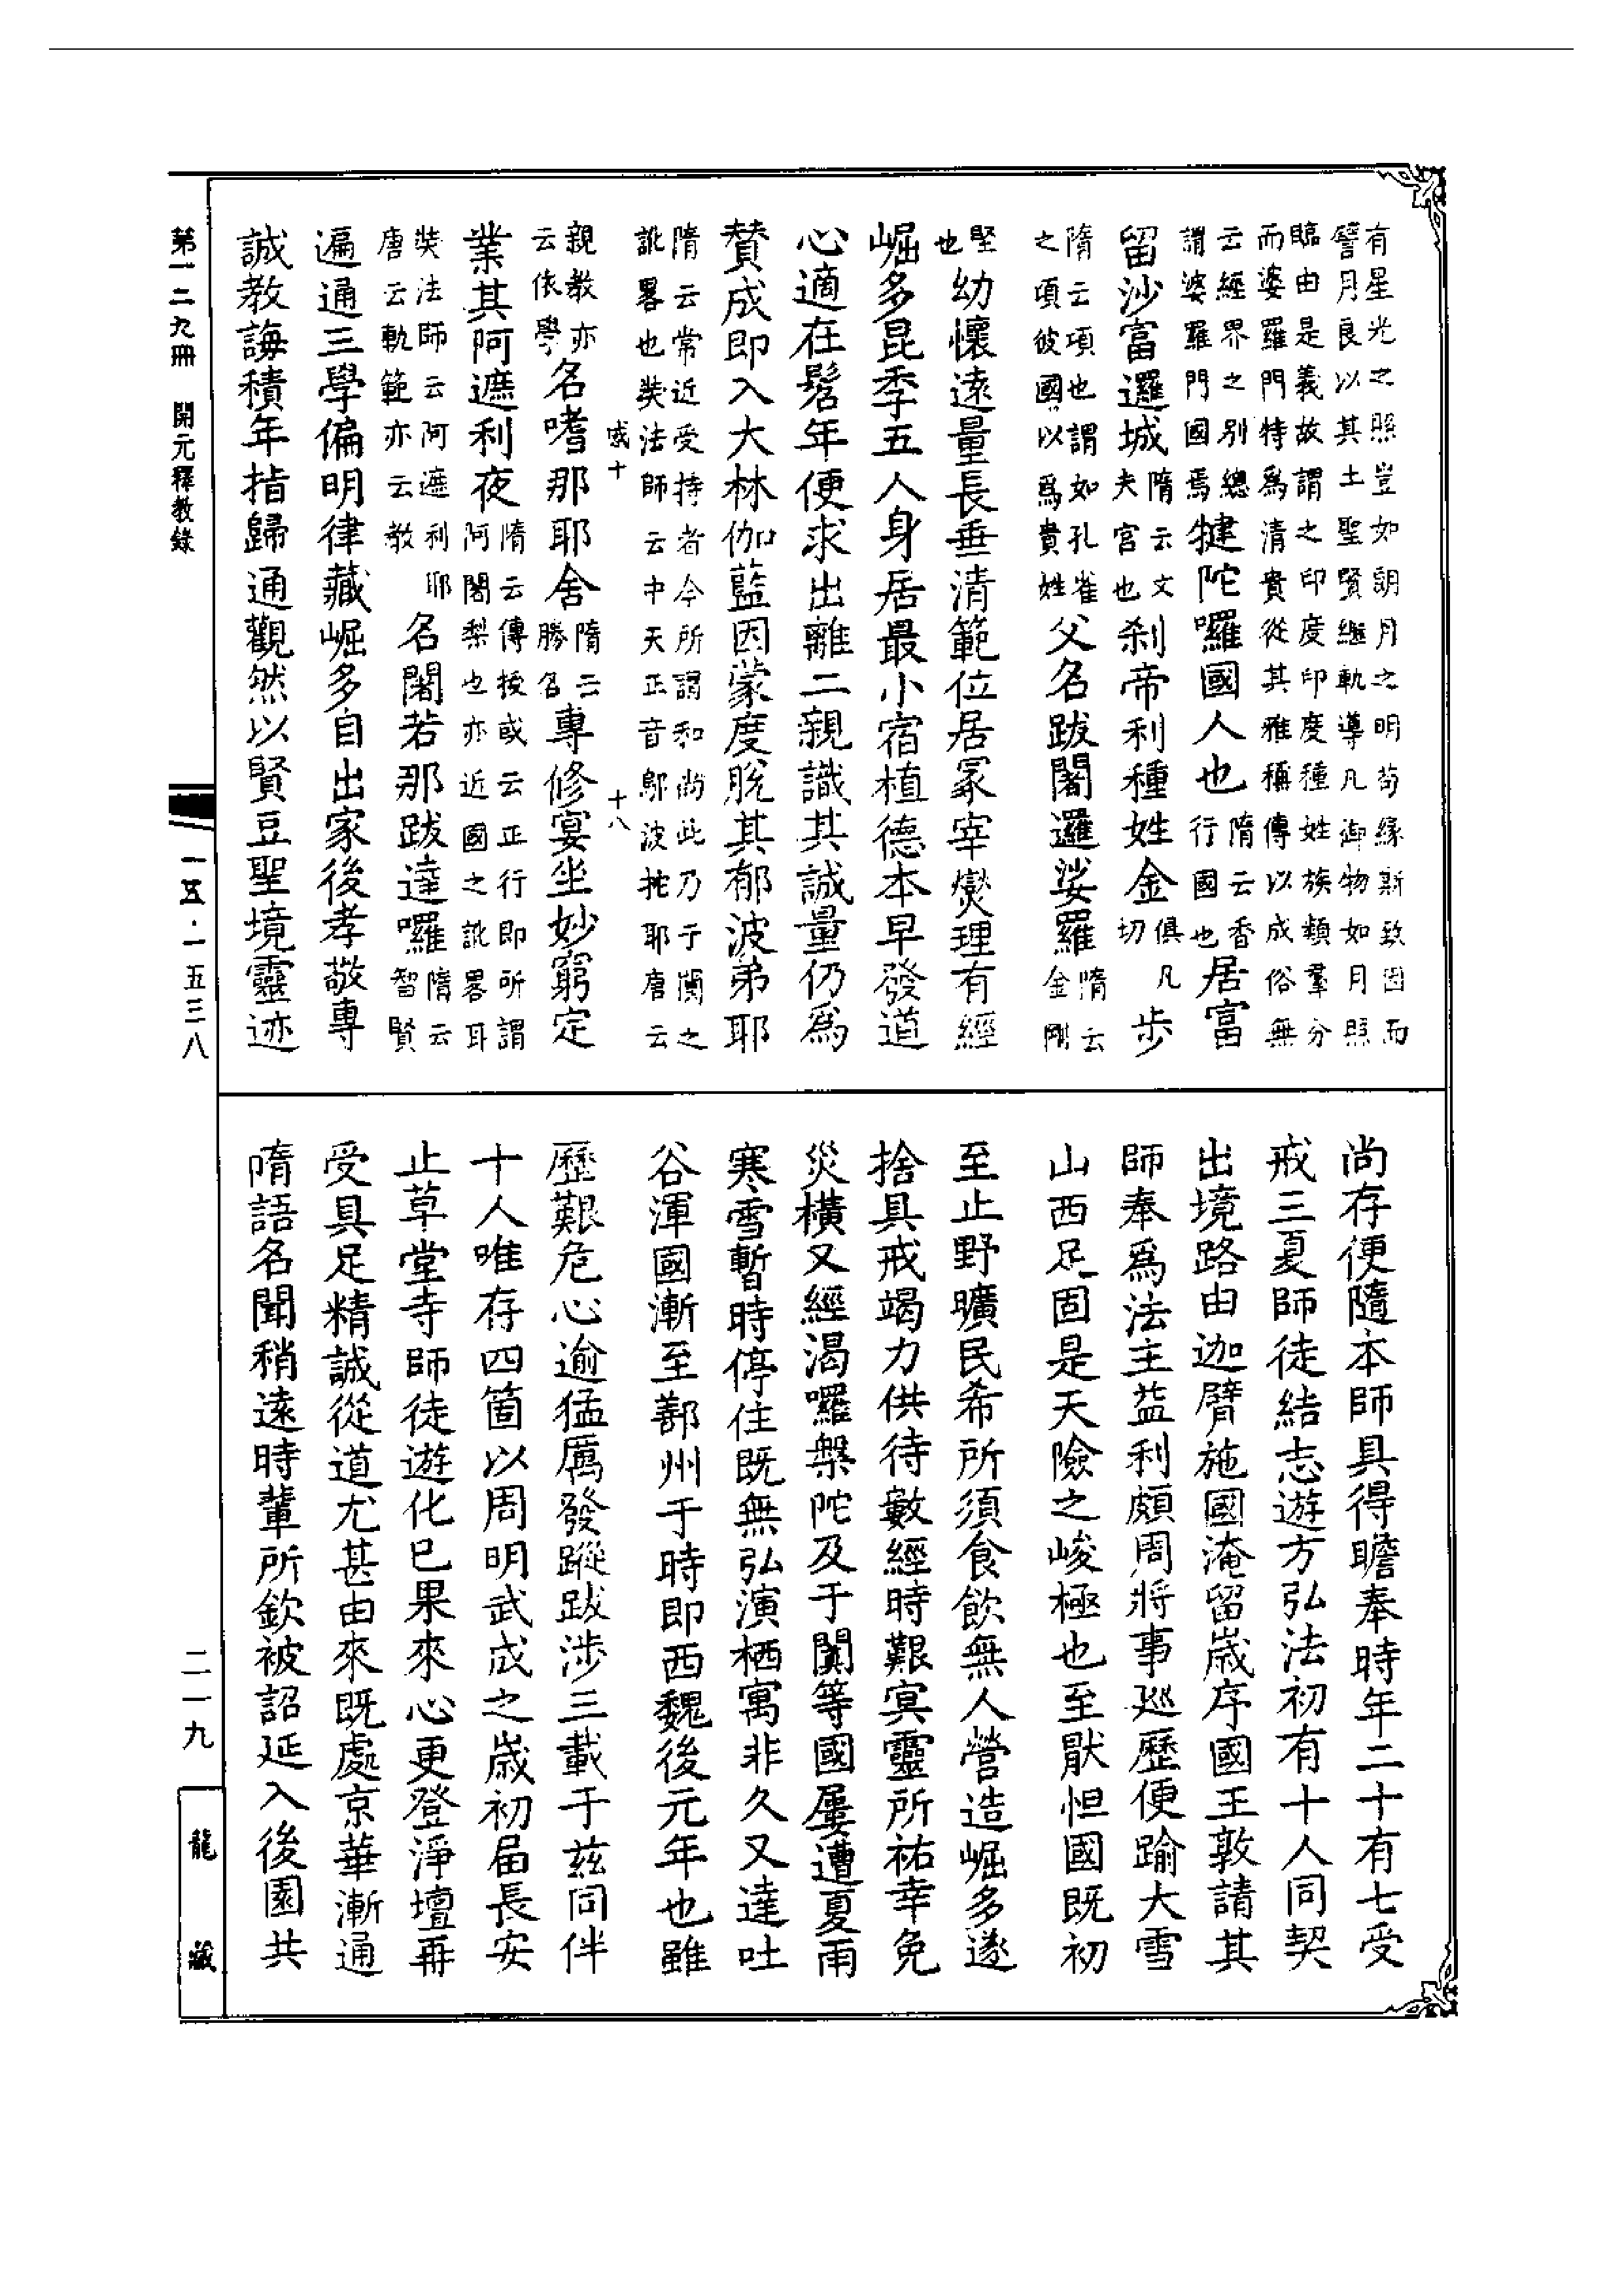 有星光之照豈如朗月之明苟緣斯致因而
譬月良以其土聖賢繼軌導凡御物如月照
臨由是義故謂之印度印度種姓族類羣分
而婆羅門特爲清貴從其雅稱傳以成俗無
云經界之別總
謂婆羅門國焉犍陀囉國人也隋云香
行國也居富
留沙富邏城隋云丈
夫宮也刹帝利種姓金俱凡
切步
隋云項也謂如孔雀
之項彼國以爲貴姓父名跋闍邏娑羅隋云
金剛
堅
也幼懷遠量長垂清範位居冢宰爕理有經
崛多昆季五人身居最小宿植德本早發道
心適在髫年便求出離二親識其誠量仍爲
贊成即入大林伽藍因蒙度脫其郁波弟耶
隋云常近受持者今所謂和尚此乃于闐之
訛畧也奘法師云中天正音鄔波拕耶唐云
親教亦
云依學名嗜那耶舍隋云
勝名專修宴坐妙窮定
業其阿遮利夜隋云傳授或云正行即所謂
阿闍梨也亦近國之訛畧耳
奘法師云阿遮利耶
唐云軌範亦云教名闍若那跋達囉隋云
智賢
遍通三學偏明律藏崛多自出家後孝敬專
誠教誨積年指歸通觀然以賢豆聖境靈迹
尚存便隨本師具得瞻奉時年二十有七受
戒三夏師徒結志遊方弘法初有十人同契
出境路由迦臂施國淹留歲序國王敦請其
師奉爲法主益利頗周將事廵歷便踰大雪
山西足固是天險之峻極也至厭怛國既初
至止野曠民希所須食飲無人營造崛多遂
捨具戒竭力供待數經時艱冥靈所祐幸免
災橫又經渴囉槃陀及于闐等國屢遭夏雨
寒雪暫時停住既無弘演栖寓非久又達吐
谷渾國漸至鄯州于時即西魏後元年也雖
歷艱危心逾猛厲發蹤跋涉三載于茲同伴
十人唯存四箇以周明武成之歲初届長安
止草堂寺師徒遊化已果來心更登淨壇再
受具足精誠從道尤甚由來既處京華漸通
隋語名聞稍遠時輩所欽被詔延入後園共
第一二九冊　開元釋教錄
一五·一五三八
二一九
龍藏
十八